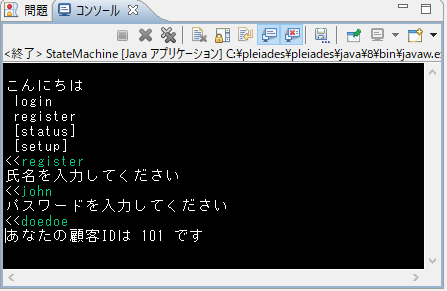 問題 コンソール
<終了> StateMachine [Java アプリケーション] C:¥pleiades¥pleiades¥java¥8¥bin¥javaw.e
こんにちは
login
register
[status]
[setup]
<<register
氏名を入力してください
<<john
パスワードを入力してください
<<doedoe
あなたの顧客IDは 101 です